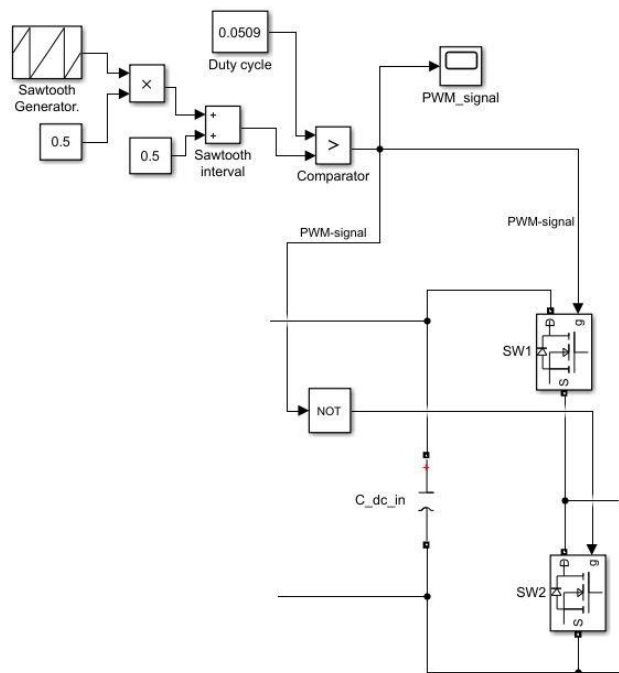 0.0509
Duty cycle
Sawtooth
Generator.
×
PWM_signal
0.5
+
+
0.5
Sawtooth
interval
>
Comparator
PWM-signal
PWM-signal
D
g
SW1
S
NOT
+
C_dc_in
D
g
SW2
S